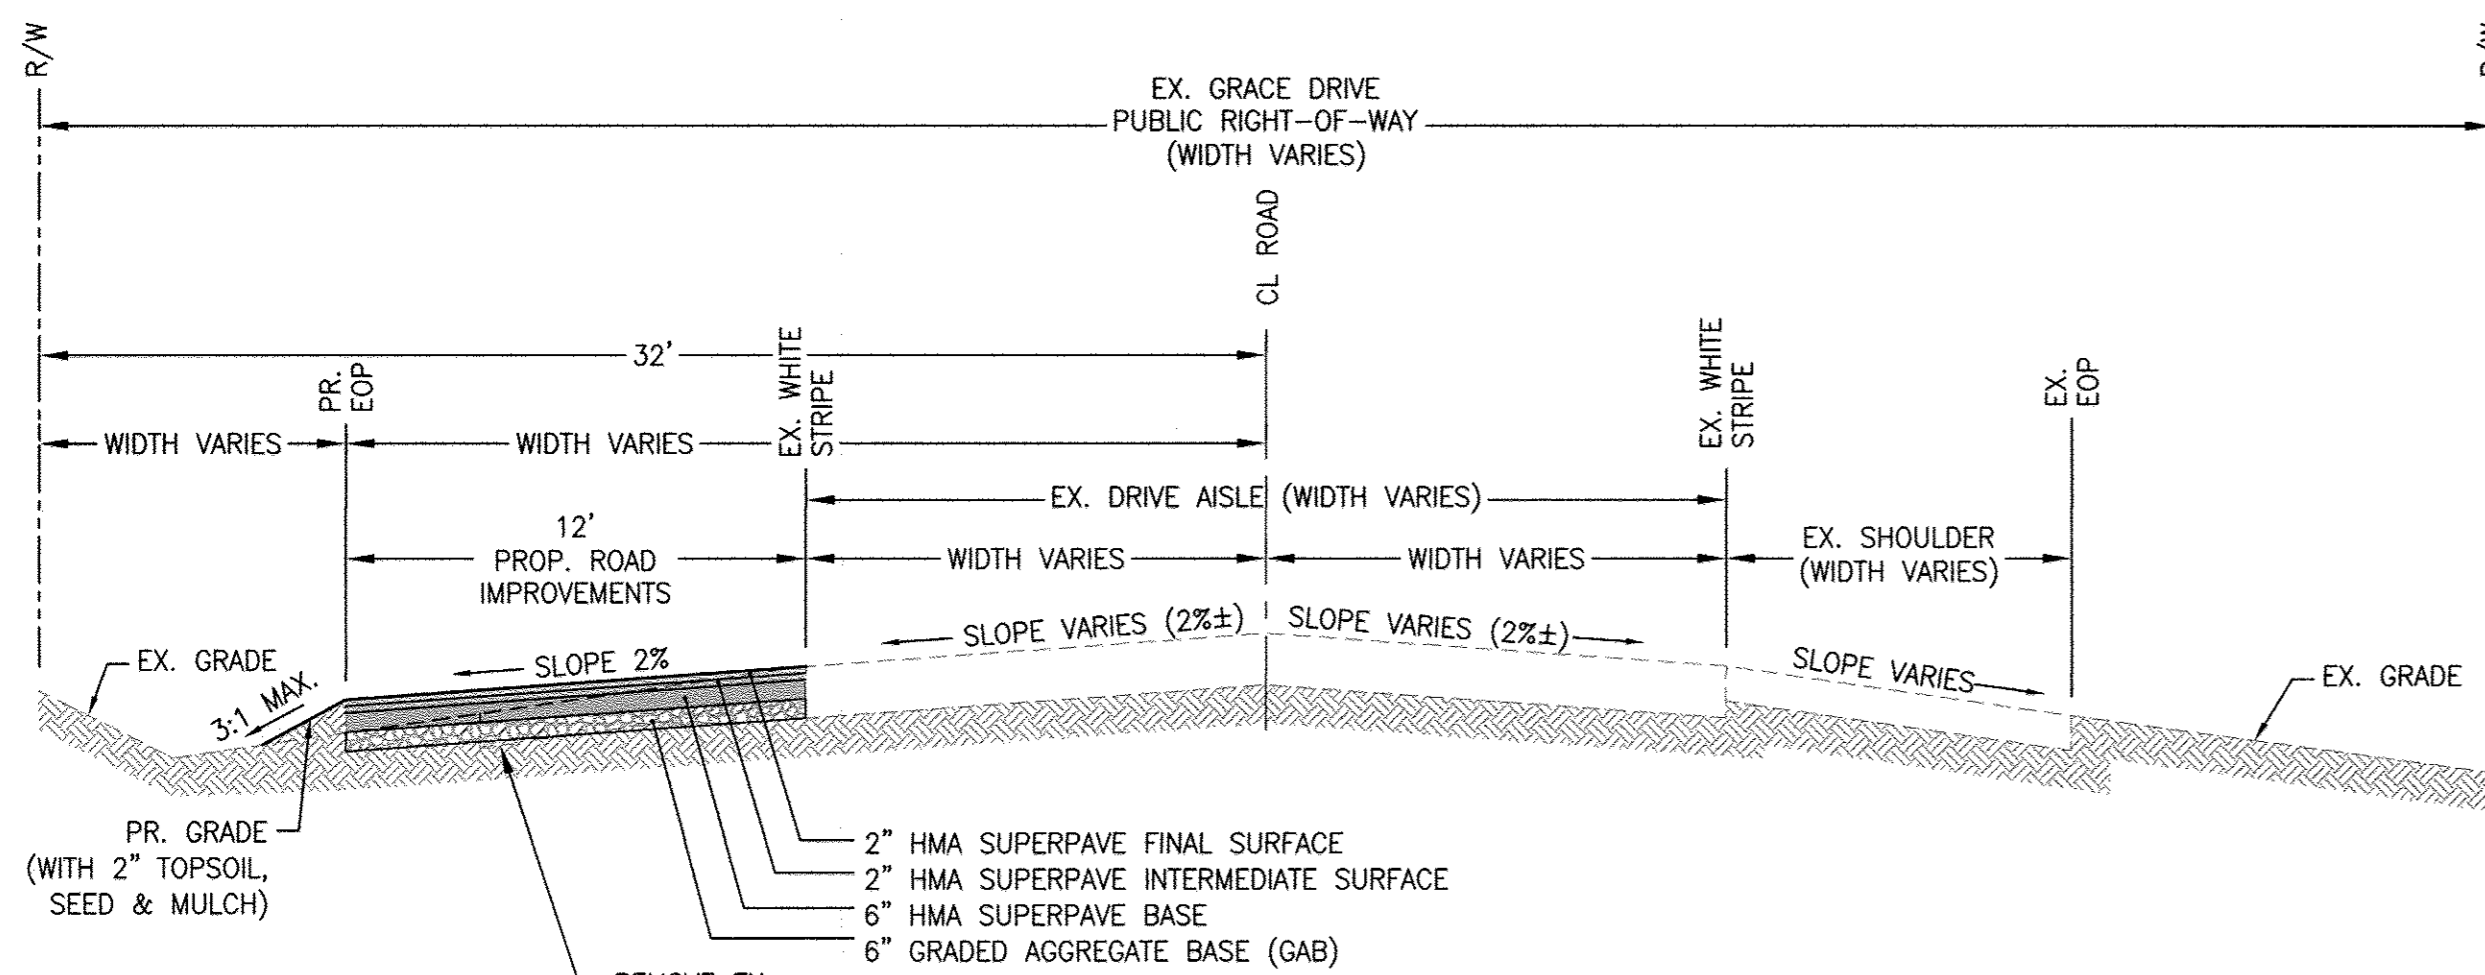 R/W
R/W
EX. GRACE DRIVE
PUBLIC RIGHT-OF-WAY
(WIDTH VARIES)
CL ROAD
32'
PR.
EOP
EX. WHITE
STRIPE
EX. WHITE
STRIPE
EX.
EOP
WIDTH VARIES
WIDTH VARIES
EX. DRIVE AISLE (WIDTH VARIES)
12'
PROP. ROAD
IMPROVEMENTS
WIDTH VARIES
WIDTH VARIES
EX. SHOULDER
(WIDTH VARIES)
SLOPE VARIES (2%±)
SLOPE VARIES (2%±)
EX. GRADE
SLOPE 2%
SLOPE VARIES
EX. GRADE
3:1 MAX.
PR. GRADE
(WITH 2" TOPSOIL,
SEED & MULCH)
2" HMA SUPERPAVE FINAL SURFACE
2" HMA SUPERPAVE INTERMEDIATE SURFACE
6" HMA SUPERPAVE BASE
6" GRADED AGGREGATE BASE (GAB)